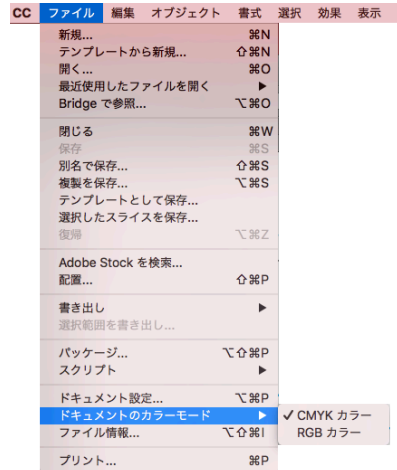 CC ファイル 編集 オブジェクト 書式 選択 効果 表示
新規... ⌘N
テンプレートから新規... ⇧⌘N
開く... ⌘O
最近使用したファイルを開く ▶
Bridge で参照... ⌥⌘O
閉じる ⌘W
保存 ⌘S
別名で保存... ⇧⌘S
複製を保存... ⌥⌘S
テンプレートとして保存...
選択したスライスを保存...
復帰 ⌥⌘Z
Adobe Stock を検索...
配置... ⇧⌘P
書き出し ▶
選択範囲を書き出し...
パッケージ... ⌥⇧⌘P
スクリプト ▶
ドキュメント設定... ⌥⌘P
ドキュメントのカラーモード ▶ ✓ CMYK カラー
ファイル情報... ⌥⇧⌘I RGB カラー
プリント... ⌘P